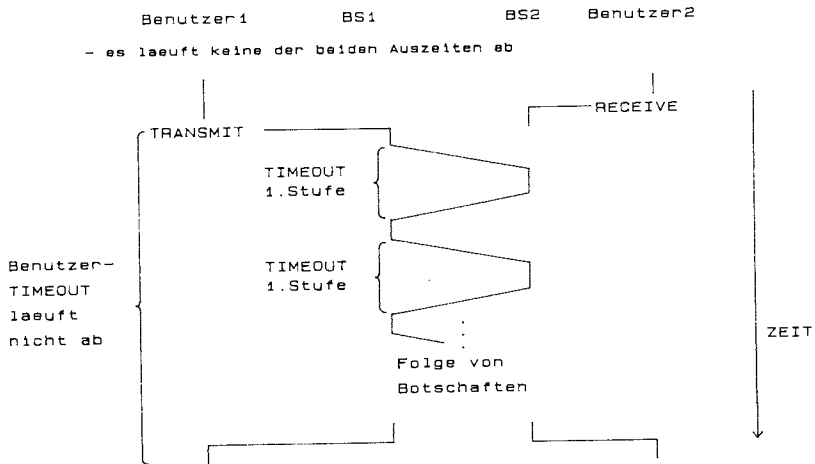 Benutzer1 BS1 BS2 Benutzer2
- es laeuft keine der beiden Auszeiten ab
RECEIVE
TRANSMIT
TIMEOUT
1.Stufe
Benutzer-
TIMEOUT
laeuft
nicht ab
TIMEOUT
1.Stufe
ZEIT
Folge von
Botschaften